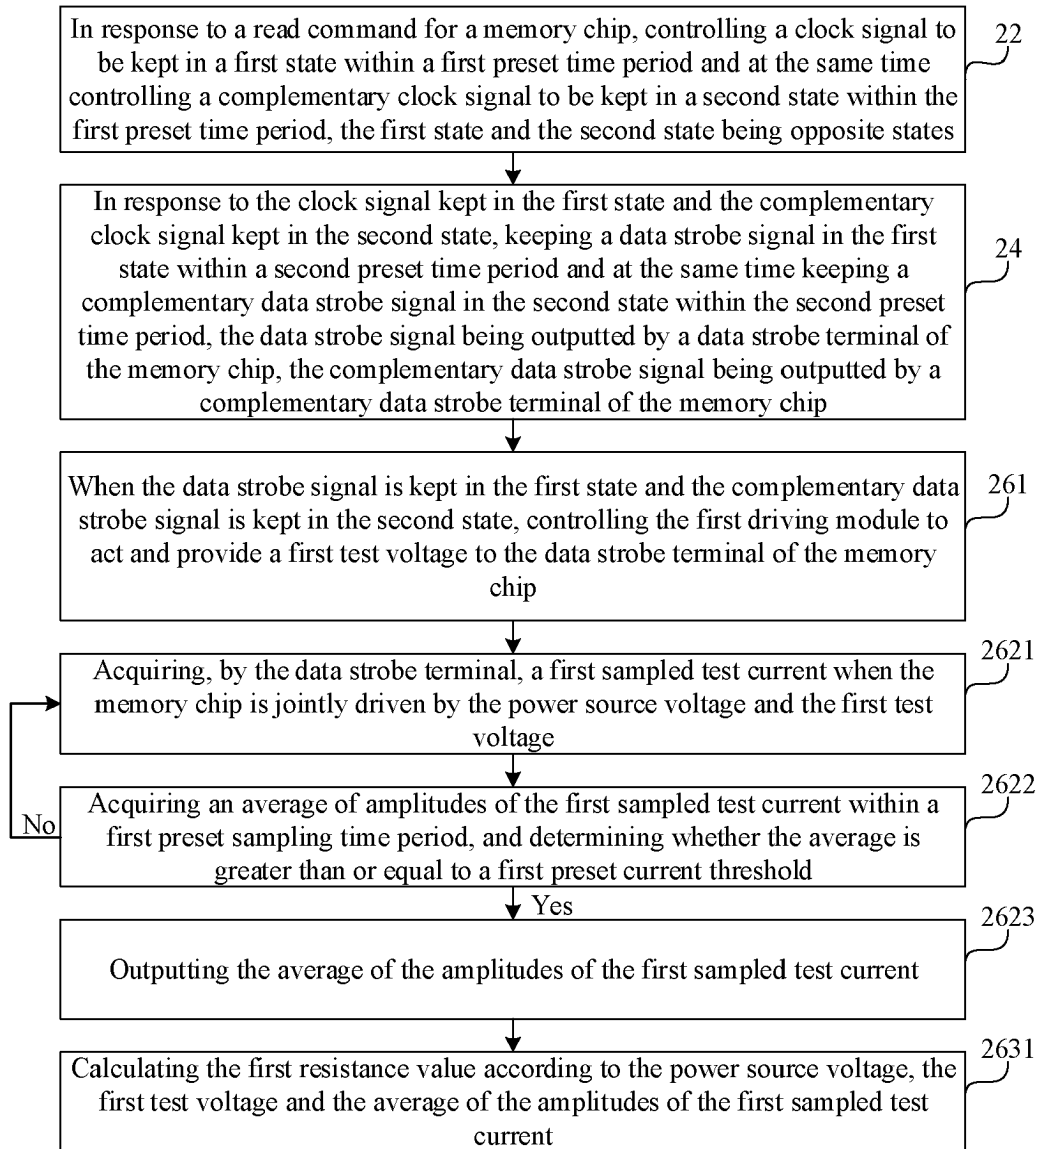 In response to a read command for a memory chip, controlling a clock signal to
be kept in a first state within a first preset time period and at the same time
controlling a complementary clock signal to be kept in a second state within the
first preset time period, the first state and the second state being opposite states
22
In response to the clock signal kept in the first state and the complementary
clock signal kept in the second state, keeping a data strobe signal in the first
state within a second preset time period and at the same time keeping a
complementary data strobe signal in the second state within the second preset
time period, the data strobe signal being outputted by a data strobe terminal of
the memory chip, the complementary data strobe signal being outputted by a
complementary data strobe terminal of the memory chip
24
When the data strobe signal is kept in the first state and the complementary data
strobe signal is kept in the second state, controlling the first driving module to
act and provide a first test voltage to the data strobe terminal of the memory
chip
261
Acquiring, by the data strobe terminal, a first sampled test current when the
memory chip is jointly driven by the power source voltage and the first test
voltage
2621
Acquiring an average of amplitudes of the first sampled test current within a
first preset sampling time period, and determining whether the average is
greater than or equal to a first preset current threshold
2622
No
Yes
Outputting the average of the amplitudes of the first sampled test current
2623
Calculating the first resistance value according to the power source voltage, the
first test voltage and the average of the amplitudes of the first sampled test
current
2631